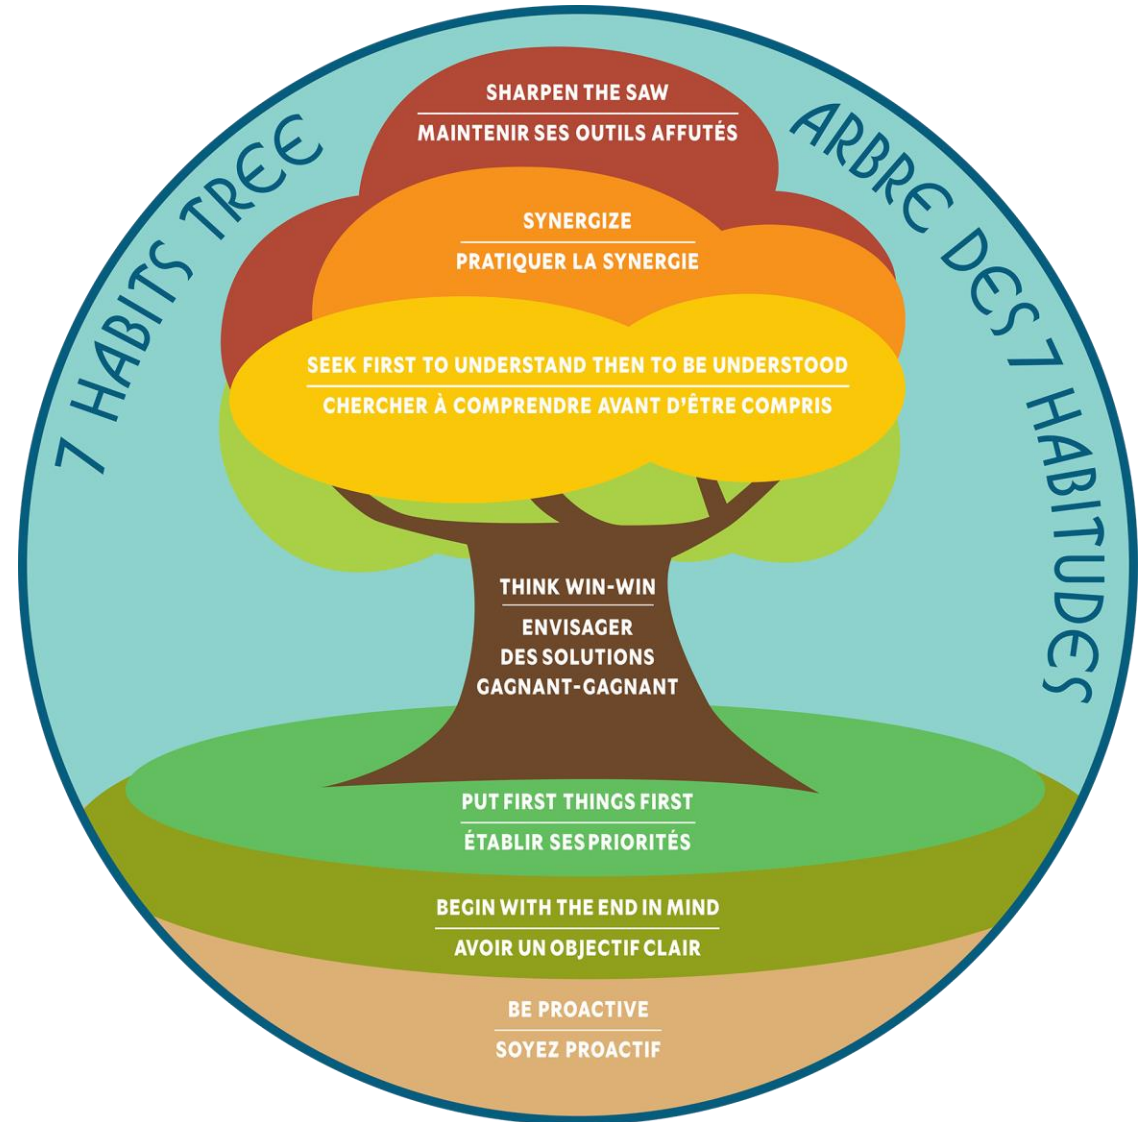 7 HABITS TREE
ARBRE DES 7 HABITUDES
SHARPEN THE SAW
MAINTENIR SES OUTILS AFFUTÉS
SYNERGIZE
PRATIQUER LA SYNERGIE
SEEK FIRST TO UNDERSTAND THEN TO BE UNDERSTOOD
CHERCHER À COMPRENDRE AVANT D'ÊTRE COMPRIS
THINK WIN-WIN
ENVISAGER
DES SOLUTIONS
GAGNANT-GAGNANT
PUT FIRST THINGS FIRST
ÉTABLIR SES PRIORITÉS
BEGIN WITH THE END IN MIND
AVOIR UN OBJECTIF CLAIR
BE PROACTIVE
SOYEZ PROACTIF